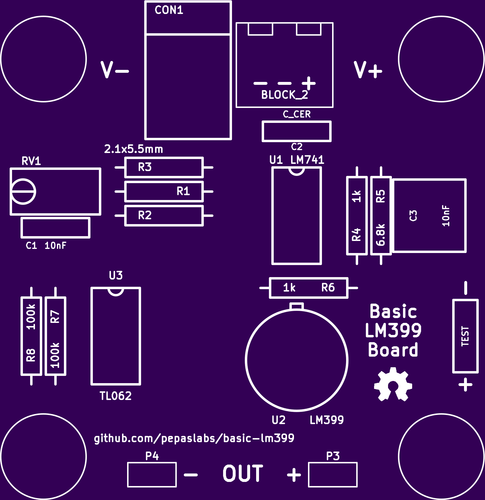 CON1
V-
- - +
V+
BLOCK_2
C_CER
C2
2.1x5.5mm
RV1
R3
R1
R2
C1 10nF
U1 LM741
1k
R4
R5
6.8k
C3
10nF
1k R6
U3
100k
R8
R7
100k
TL062
U2 LM399
Basic
LM399
Board
-
TEST
+
github.com/pepaslabs/basic-lm399
P4
- OUT +
P3